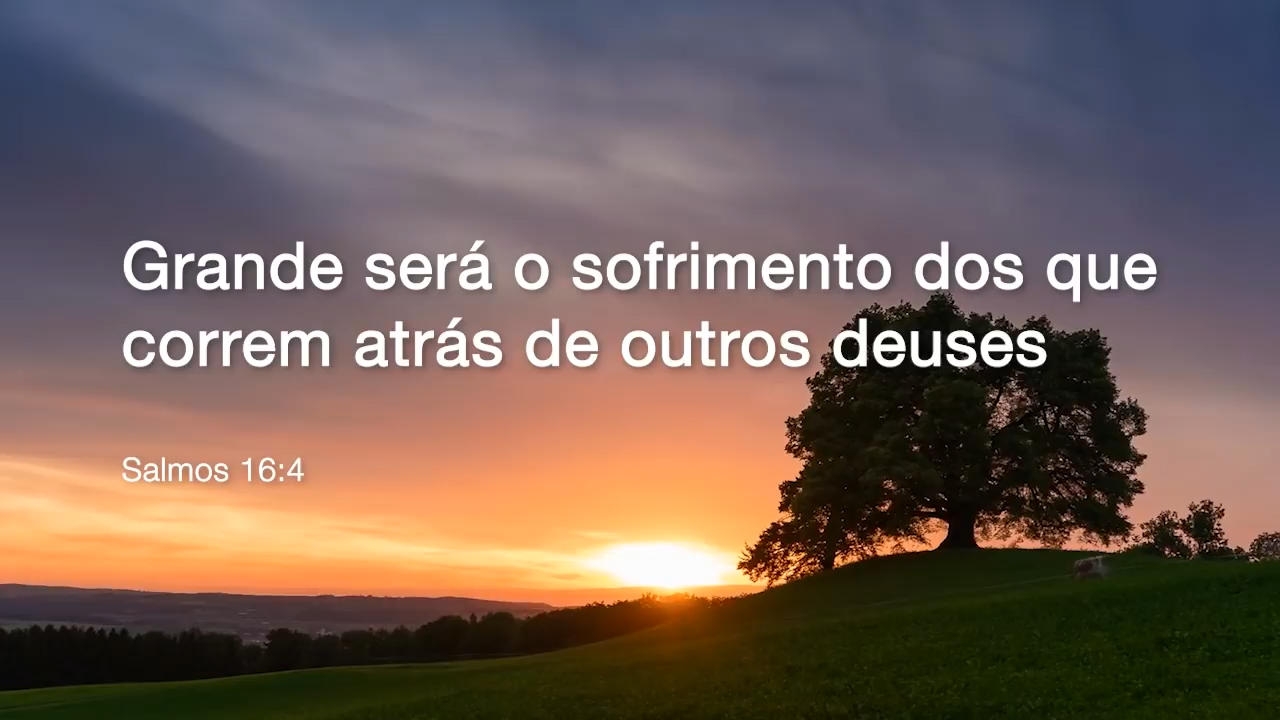 Grande será o sofrimento dos que
correm atrás de outros deuses
Salmos 16:4